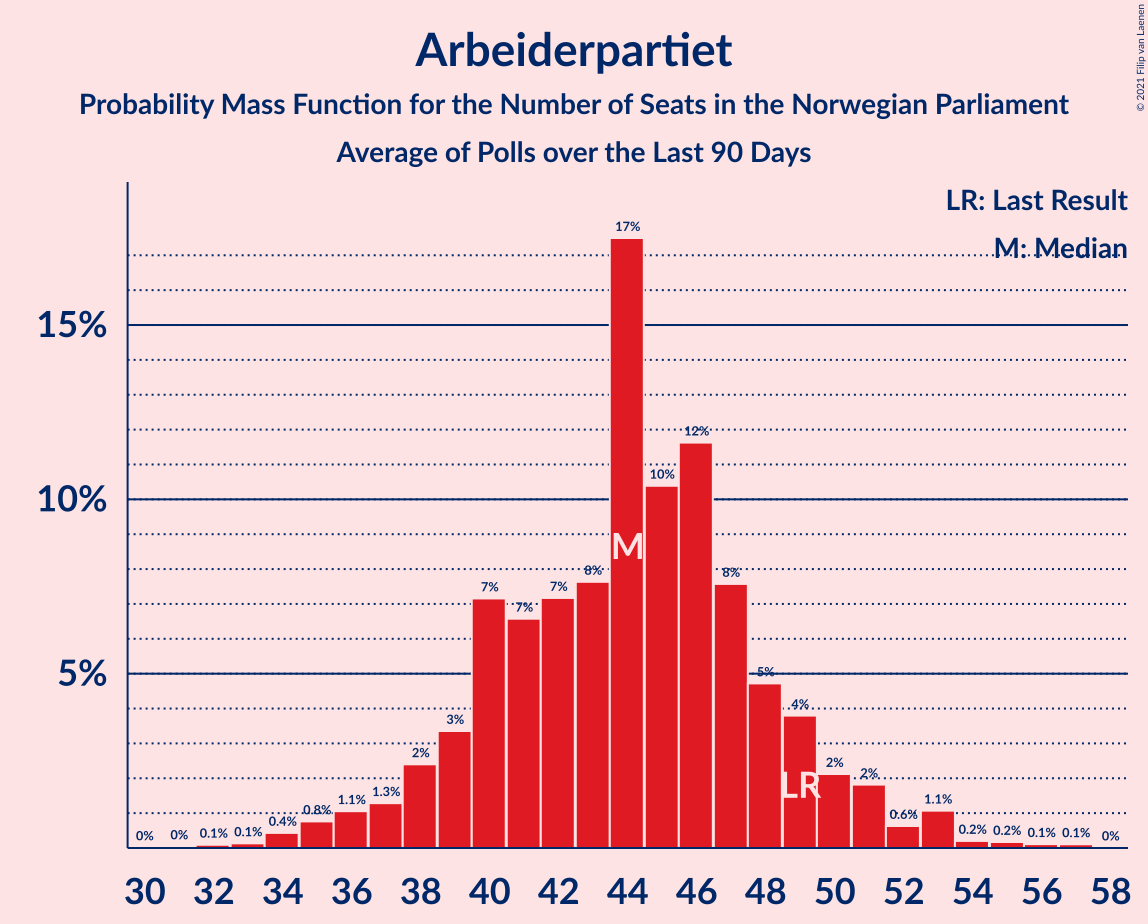 Arbeiderpartiet
Probability Mass Function for the Number of Seats in the Norwegian Parliament
Average of Polls over the Last 90 Days
© 2021 Filip van Laenen
LR: Last Result
M: Median
15%
10%
5%
0% 0% 0.1% 0.1% 0.4% 0.8% 1.1% 1.3% 2% 3% 7% 7% 7% 8% 17% 10% 12% 8% 5% 4% 2% 2% 0.6% 1.1% 0.2% 0.2% 0.1% 0.1% 0%
M
LR
30 32 34 36 38 40 42 44 46 48 50 52 54 56 58